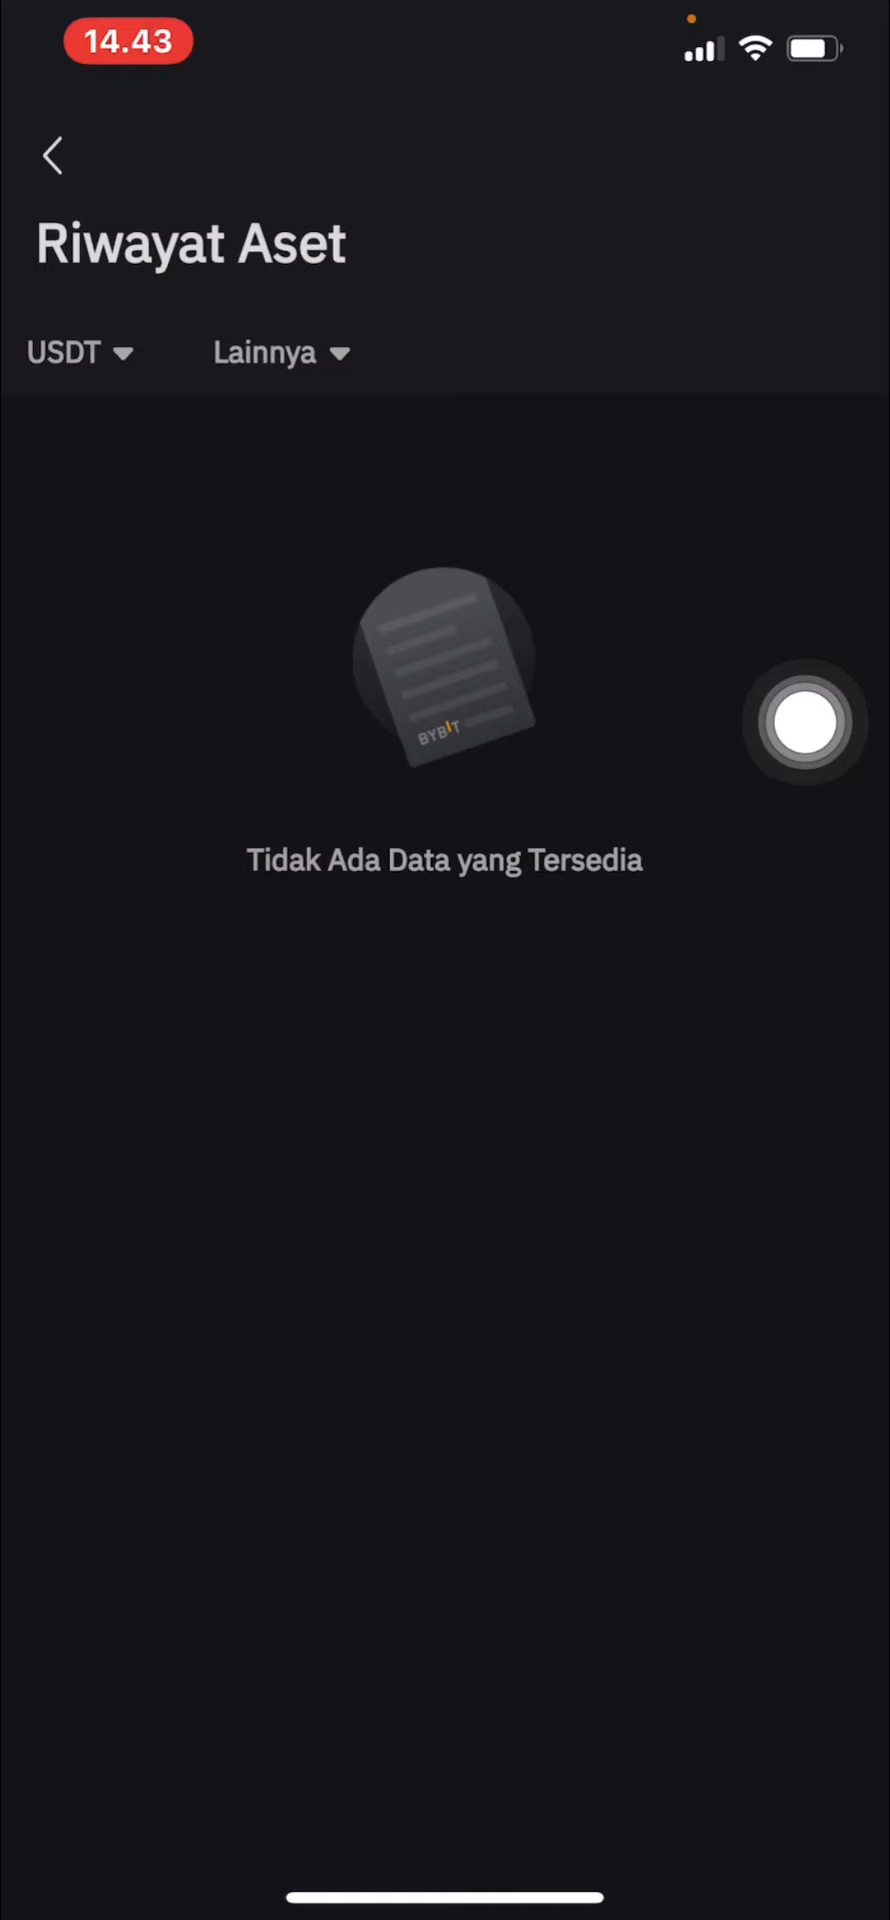 14.43
Riwayat Aset
USDT
Lainnya
BYBIT
Tidak Ada Data yang Tersedia